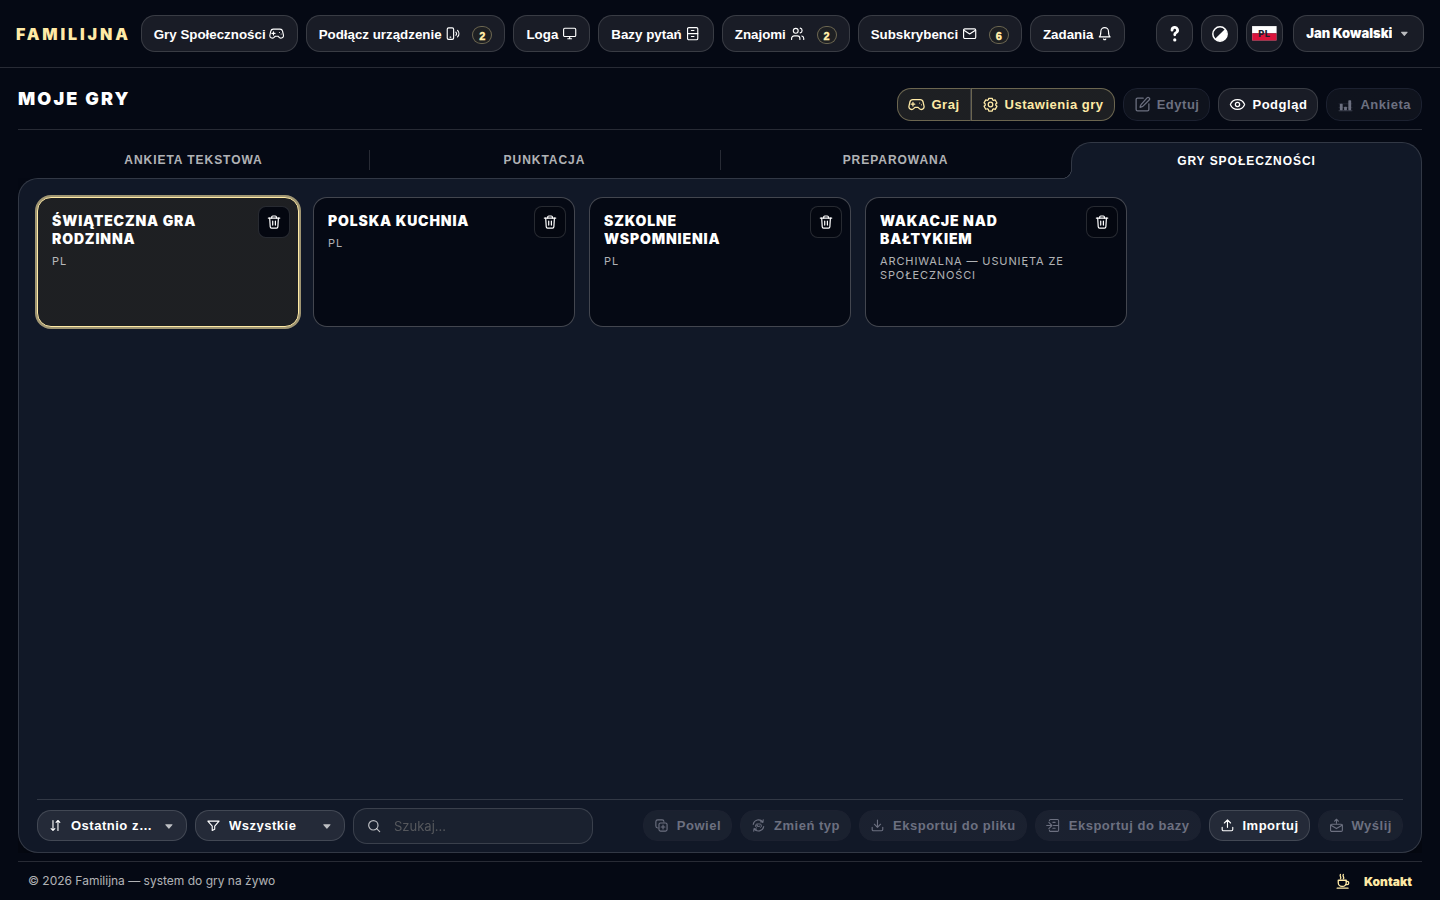 FAMILIJNA Gry Społeczności Podłącz urządzenie 2 Loga Baza pytań 2 Znajomi 2 Subskrybenci 6 Zadania ? PL Jan Kowalski
MOJE GRY Graj Ustawienia gry Edytuj Podgląd Ankieta
ANKIETA TEKSTOWA PUNKTACJA PREPAROWANA GRY SPOŁECZNOŚCI
ŚWIĄTECZNA GRA
RODZINNA
PL
POLSKA KUCHNIA
PL
SZKOLNE
WSPOMNIENIA
PL
WAKACJE NAD
BAŁTYKIEM
ARCHIWALNA — USUNIĘTA ZE
SPOŁECZNOŚCI
Ostatnio z... Wszystkie Szukaj... Powiel Zmień typ Eksportuj do pliku Eksportuj do bazy Importuj Wyślij
© 2026 Familijna — system do gry na żywo Kontakt